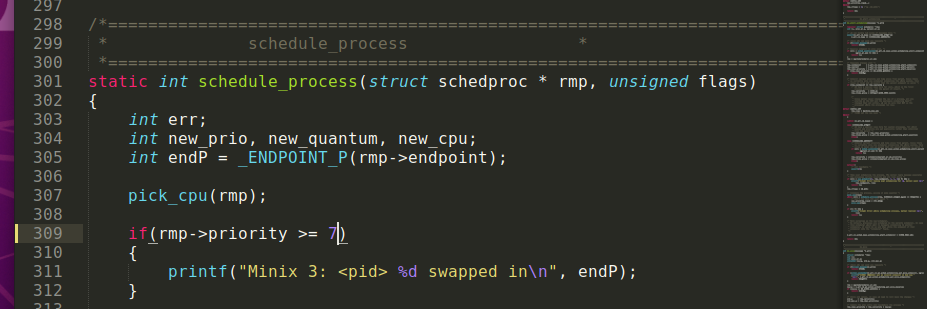 297
298 /*==========================================================================
299  *              schedule_process                 *
300  *==========================================================================
301 static int schedule_process(struct schedproc * rmp, unsigned flags)
302 {
303     int err;
304     int new_prio, new_quantum, new_cpu;
305     int endP = _ENDPOINT_P(rmp->endpoint);
306
307     pick_cpu(rmp);
308
309     if(rmp->priority >= 7)
310     {
311         printf("Minix 3: <pid> %d swapped in\n", endP);
312     }
313